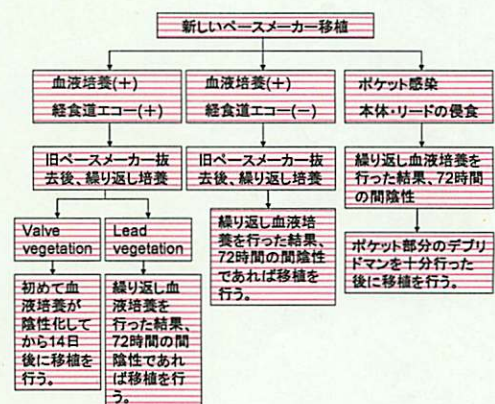 新しいペースメーカー移植
血液培養(+)
経食道エコー(+)
血液培養(+)
経食道エコー(−)
ポケット感染
本体・リードの侵食
旧ペースメーカー抜
去後、繰り返し培養
旧ペースメーカー抜
去後、繰り返し培養
繰り返し血液培養を
行った結果、72時間
の間陰性
Valve
vegetation
Lead
vegetation
繰り返し血液培
養を行った結果、
72時間の間陰性
であれば移植を
行う。
ポケット部分のデブリ
ドマンを十分行った
後に移植を行う。
初めて血
液培養が
陰性化して
から14日
後に移植を
行う。
繰り返し血
液培養を
行った結果、
72時間の間
陰性であれ
ば移植を行
う。